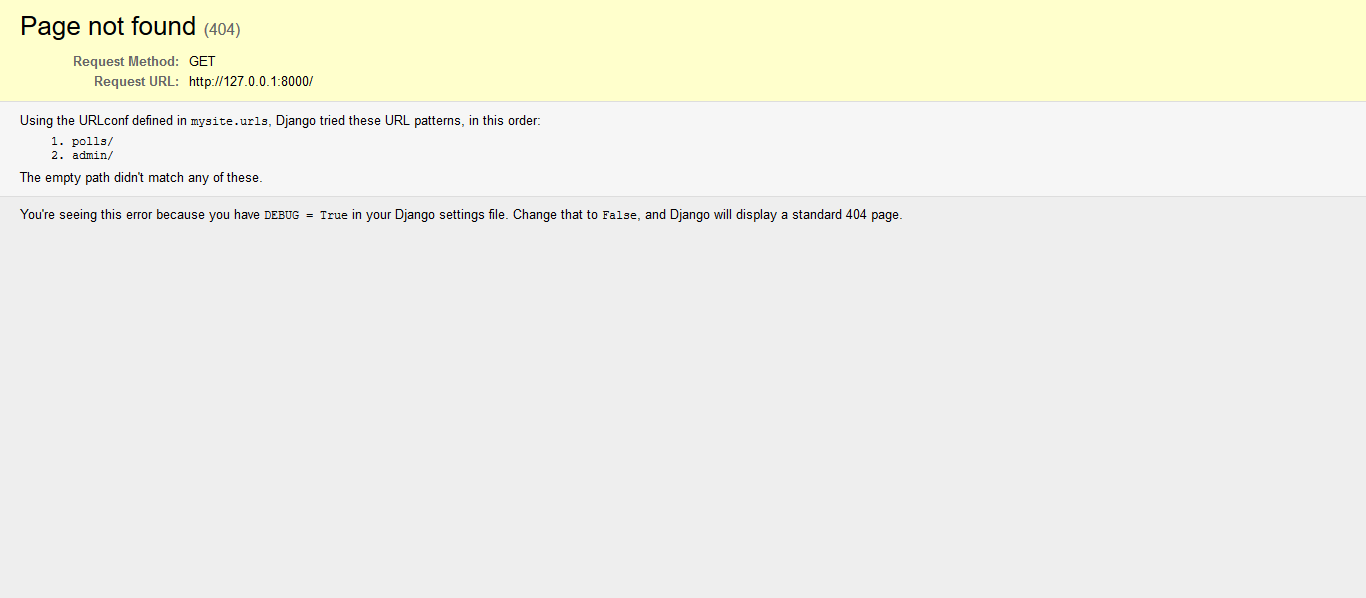 Page not found (404)
Request Method: GET
Request URL: http://127.0.0.1:8000/
Using the URLconf defined in mysite.urls, Django tried these URL patterns, in this order:
1. polls/
2. admin/
The empty path didn't match any of these.
You're seeing this error because you have DEBUG = True in your Django settings file. Change that to False, and Django will display a standard 404 page.